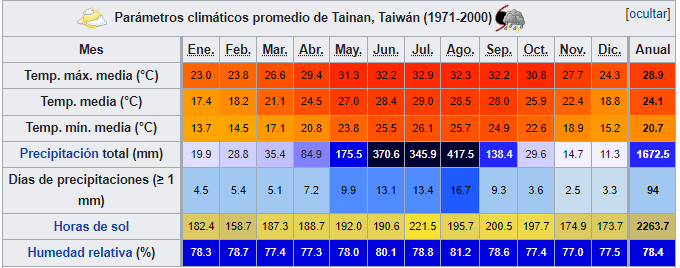 Parámetros climáticos promedio de Tainan, Taiwán (1971-2000) [ocultar]
Mes Ene. Feb. Mar. Abr. May. Jun. Jul. Ago. Sep. Oct. Nov. Dic. Anual
Temp. máx. media (°C) 23.0 23.8 26.6 29.4 31.3 32.2 32.9 32.3 32.2 30.8 27.7 24.3 28.9
Temp. media (°C) 17.4 18.2 21.1 24.5 27.0 28.4 29.0 28.5 28.0 25.9 22.4 18.8 24.1
Temp. mín. media (°C) 13.7 14.5 17.1 20.8 23.8 25.5 26.1 25.7 24.9 22.6 18.9 15.2 20.7
Precipitación total (mm) 19.9 28.8 35.4 84.9 175.5 370.6 345.9 417.5 138.4 29.6 14.7 11.3 1672.5
Días de precipitaciones (≥ 1
mm) 4.5 5.4 5.1 7.2 9.9 13.1 13.4 16.7 9.3 3.6 2.5 3.3 94
Horas de sol 182.4 158.7 187.3 188.7 192.0 190.6 221.5 195.7 200.5 197.7 174.9 173.7 2263.7
Humedad relativa (%) 78.3 78.7 77.4 77.3 78.0 80.1 78.8 81.2 78.6 77.4 77.0 77.5 78.4